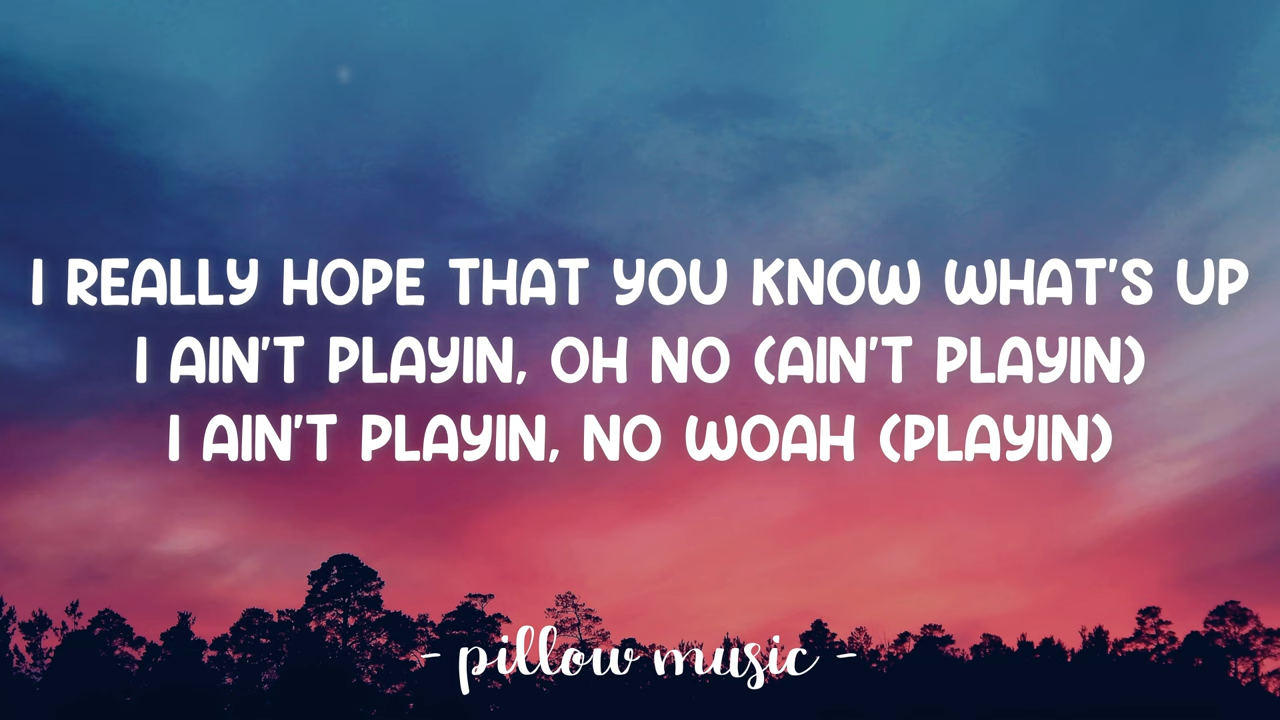 I REALLY HOPE THAT YOU KNOW WHAT'S UP
I AIN'T PLAYIN, OH NO (AIN'T PLAYIN)
I AIN'T PLAYIN, NO WOAH (PLAYIN)
- pillow music -